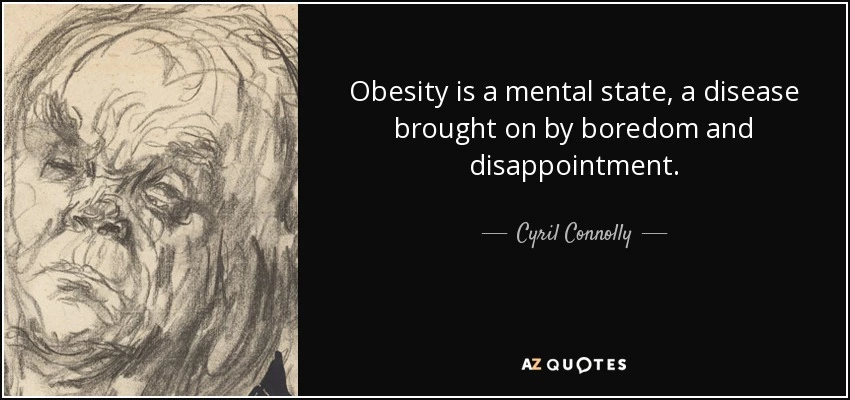 Obesity is a mental state, a disease
brought on by boredom and
disappointment.
Cyril Connolly
AZ QUOTES